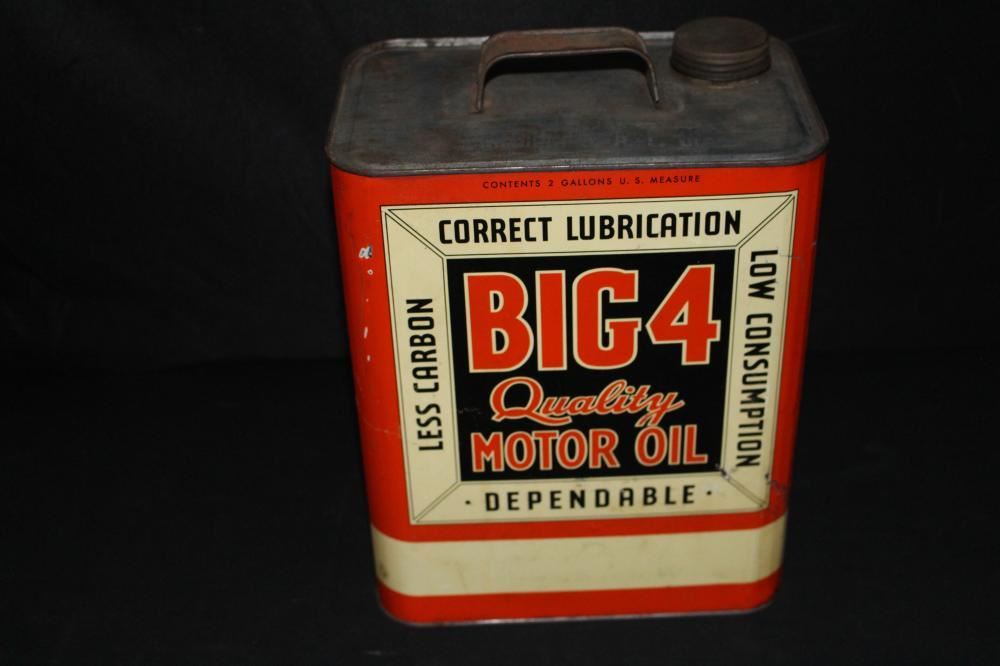 CONTENTS 2 GALLONS U. S. MEASURE
CORRECT LUBRICATION
LESS CARBON
BIG 4
Quality
MOTOR OIL
LOW CONSUMPTION
· DEPENDABLE ·